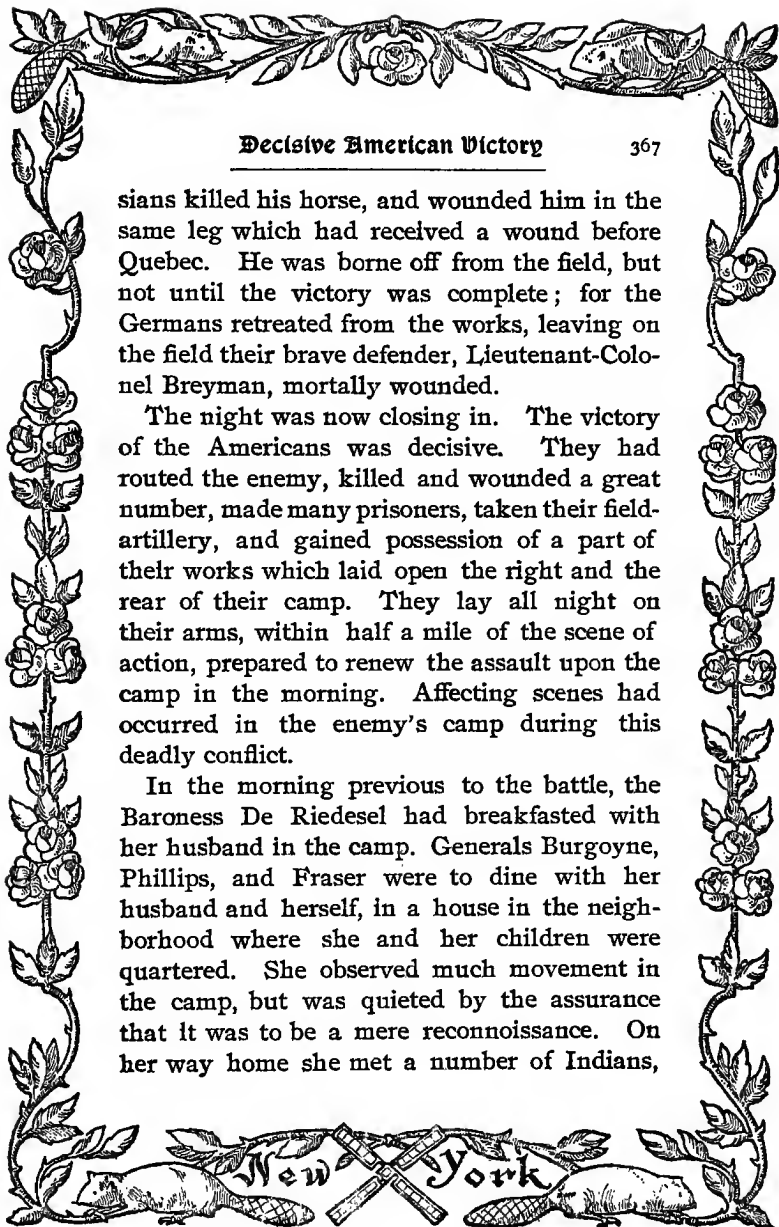 Decisive American Victory 367
sians killed his horse, and wounded him in the
same leg which had received a wound before
Quebec. He was borne off from the field, but
not until the victory was complete; for the
Germans retreated from the works, leaving on
the field their brave defender, Lieutenant-Colo-
nel Breyman, mortally wounded.
The night was now closing in. The victory
of the Americans was decisive. They had
routed the enemy, killed and wounded a great
number, made many prisoners, taken their field-
artillery, and gained possession of a part of
their works which laid open the right and the
rear of their camp. They lay all night on
their arms, within half a mile of the scene of
action, prepared to renew the assault upon the
camp in the morning. Affecting scenes had
occurred in the enemy's camp during this
deadly conflict.
In the morning previous to the battle, the
Baroness De Riedesel had breakfasted with
her husband in the camp. Generals Burgoyne,
Phillips, and Fraser were to dine with her
husband and herself, in a house in the neigh-
borhood where she and her children were
quartered. She observed much movement in
the camp, but was quieted by the assurance
that it was to be a mere reconnoissance. On
her way home she met a number of Indians,
New York